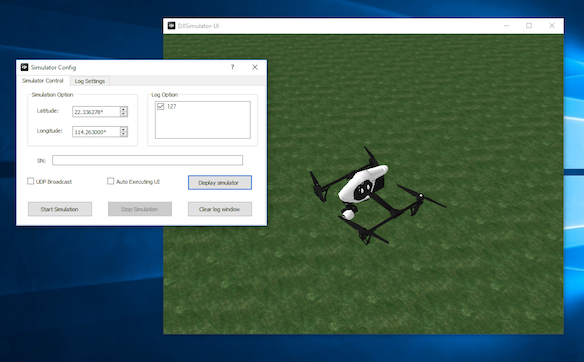 DJISimulator-UI
Simulator Config
Simulator Control
Log Settings
Simulation Option
Log Option
Latitude:
22.336278°
127
Longitude:
114.263000°
SN:
UDP Broadcast
Auto Executing UI
Display simulator
Start Simulation
Stop Simulation
Clear log window